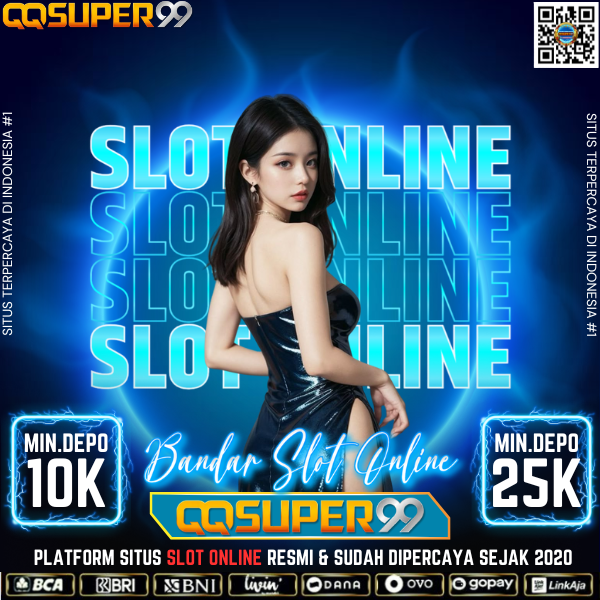 QQSUPER99
SITUS TERPERCAYA DI INDONESIA #1
SITUS TERPERCAYA DI INDONESIA #1
SLOT ONLINE
SLOT ONLINE
SLOT ONLINE
SLOT ONLINE
MIN.DEPO
10K
Bandar Slot Online
MIN.DEPO
25K
QQSUPER99
PLATFORM SITUS SLOT ONLINE RESMI & SUDAH DIPERCAYA SEJAK 2020
BCA BRI BNI livin' DANA OVO gopay LinkAja